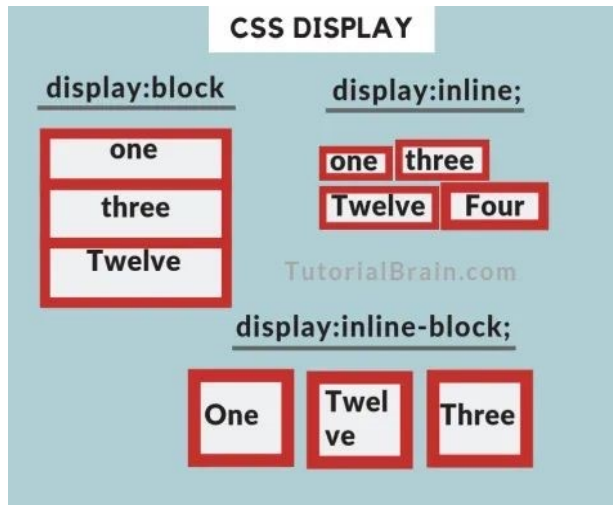 CSS DISPLAY
display:block
one
three
Twelve
display:inline;
one three
Twelve Four
TutorialBrain.com
display:inline-block;
One
Twel
ve
Three